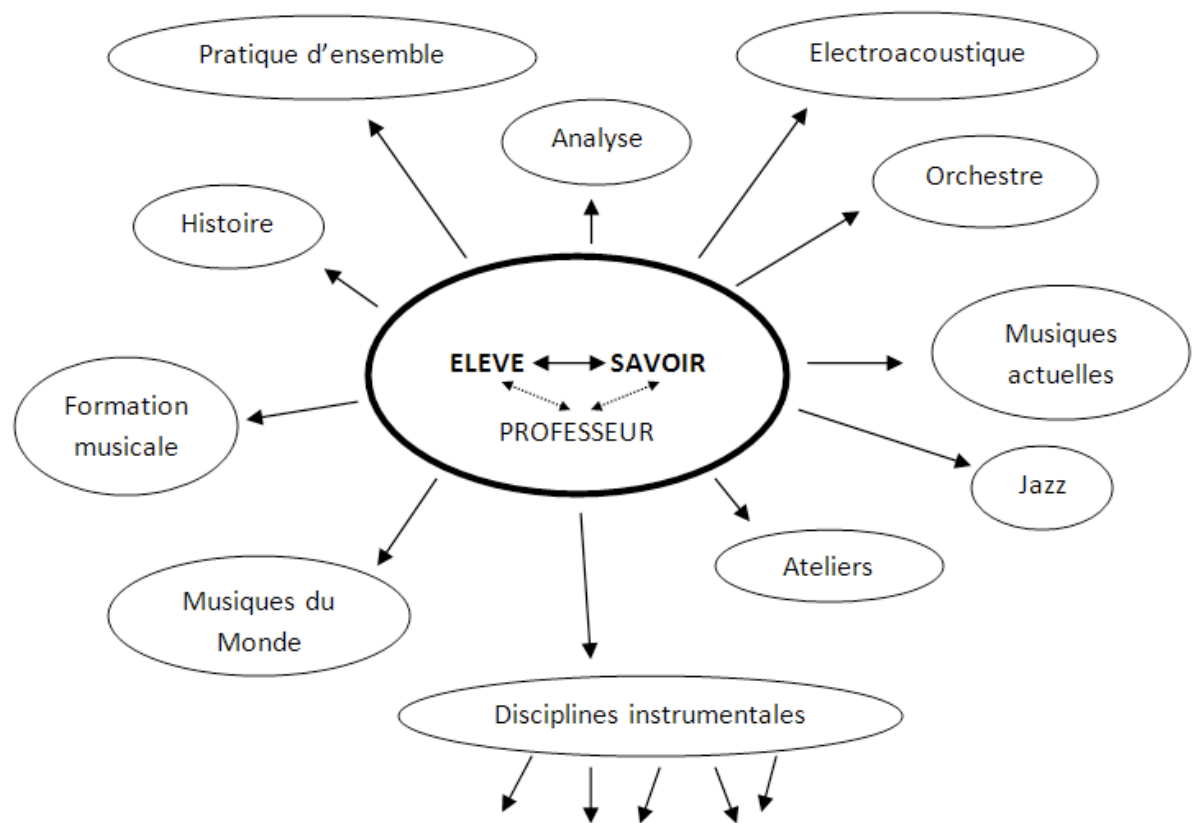 Pratique d’ensemble
Electroacoustique
Analyse
Orchestre
Histoire
Musiques
actuelles
ELEVE SAVOIR
PROFESSEUR
Formation
musicale
Jazz
Ateliers
Musiques du
Monde
Disciplines instrumentales